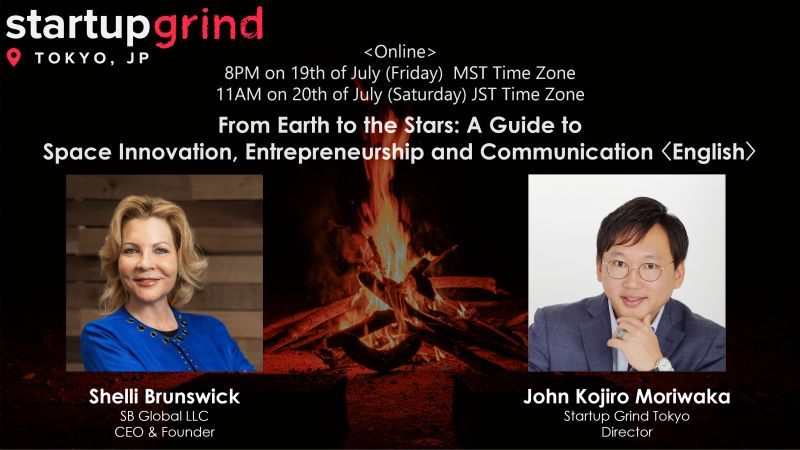 startupgrind
TOKYO, JP
<Online>
8PM on 19th of July (Friday)  MST Time Zone
11AM on 20th of July (Saturday) JST Time Zone
From Earth to the Stars: A Guide to
Space Innovation, Entrepreneurship and Communication〈English〉
Shelli Brunswick
SB Global LLC
CEO & Founder
John Kojiro Moriwaka
Startup Grind Tokyo
Director